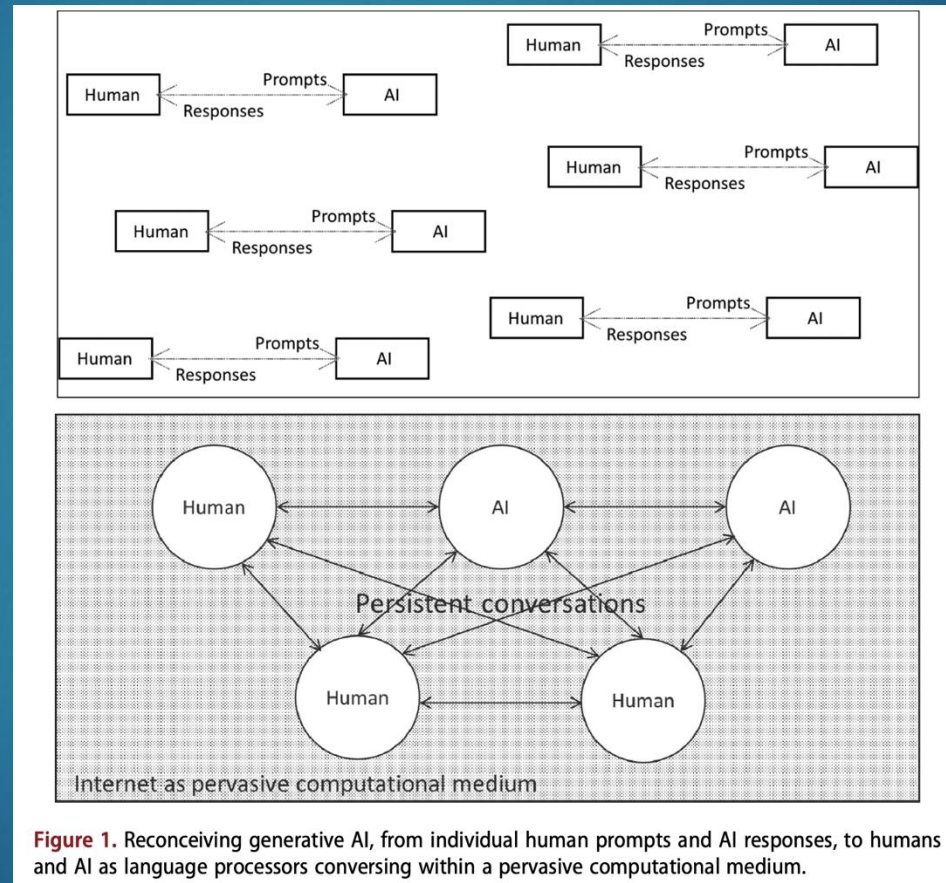 Human Prompts AI
Responses
Human Prompts AI
Responses
Human Prompts AI
Responses
Human Prompts AI
Responses
Human Prompts AI
Responses
Human Prompts AI
Responses
Human AI AI
Persistent conversations
Human Human
Internet as pervasive computational medium
Figure 1. Reconceiving generative AI, from individual human prompts and AI responses, to humans
and AI as language processors conversing within a pervasive computational medium.